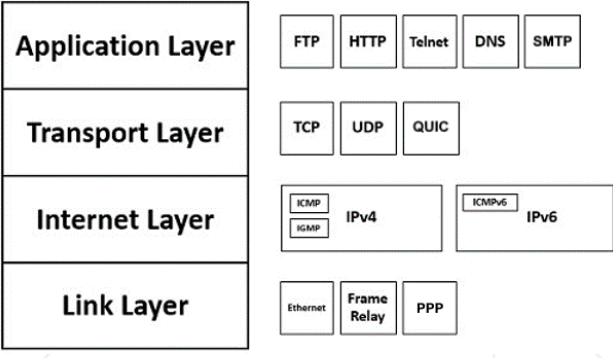 Application Layer
FTP
HTTP
Telnet
DNS
SMTP
Transport Layer
TCP
UDP
QUIC
Internet Layer
ICMP
IGMP
IPv4
ICMPv6
IPv6
Link Layer
Ethernet
Frame
Relay
PPP